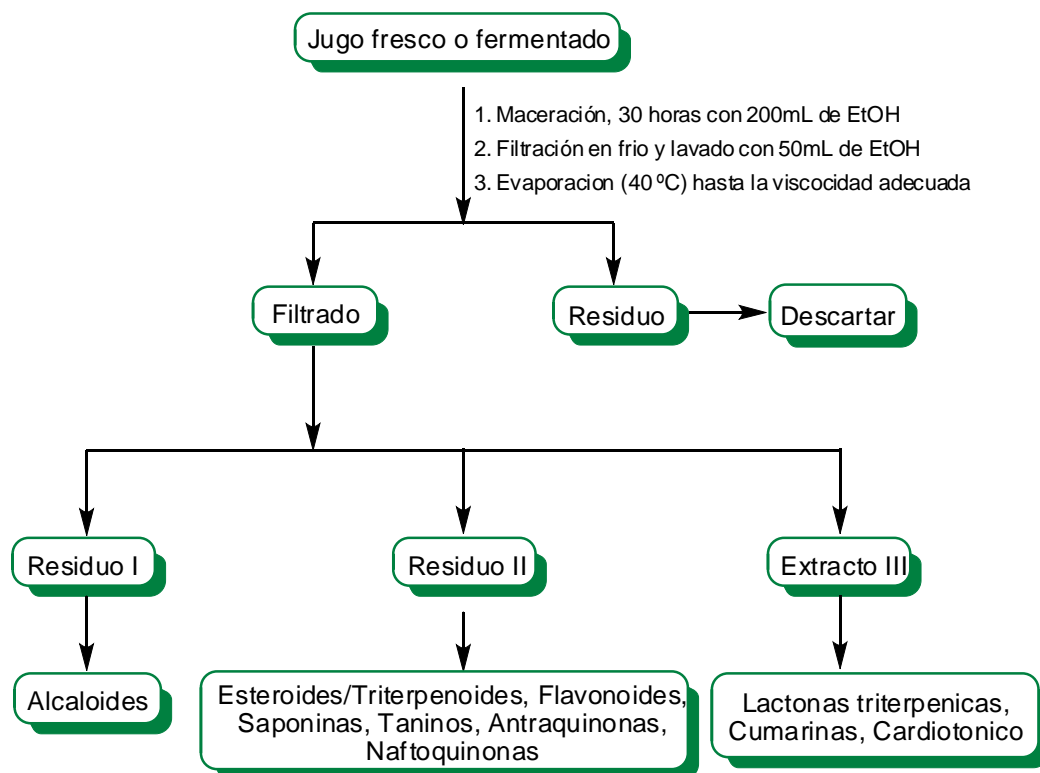 Jugo fresco o fermentado
1. Maceración, 30 horas con 200mL de EtOH
2. Filtración en frio y lavado con 50mL de EtOH
3. Evaporacion (40 ºC) hasta la viscocidad adecuada
Filtrado
Residuo
Descartar
Residuo I
Residuo II
Extracto III
Alcaloides
Esteroides/Triterpenoides, Flavonoides,
Saponinas, Taninos, Antraquinonas,
Naftoquinonas
Lactonas triterpenicas,
Cumarinas, Cardiotonico